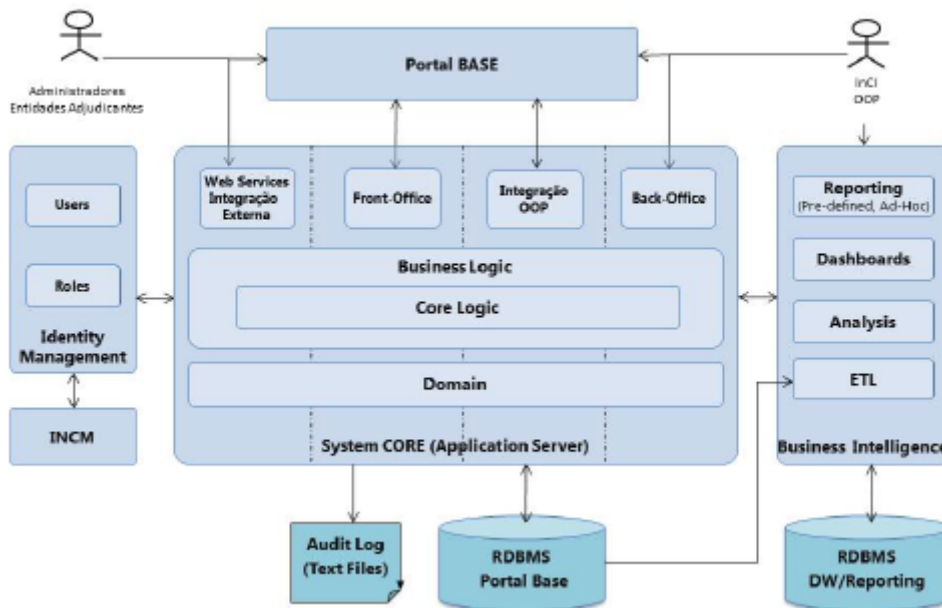 Portal BASE
Administradores
Entidades Adjudicantes
InCI
OOP
Users
Roles
Identity
Management
INCM
Web Services
Integração
Externa
Front-Office
Integração
OOP
Back-Office
Business Logic
Core Logic
Domain
System CORE (Application Server)
Reporting
(Pre-defined, Ad-Hoc)
Dashboards
Analysis
ETL
Business Intelligence
Audit Log
(Text Files)
RDBMS
Portal Base
RDBMS
DW/Reporting